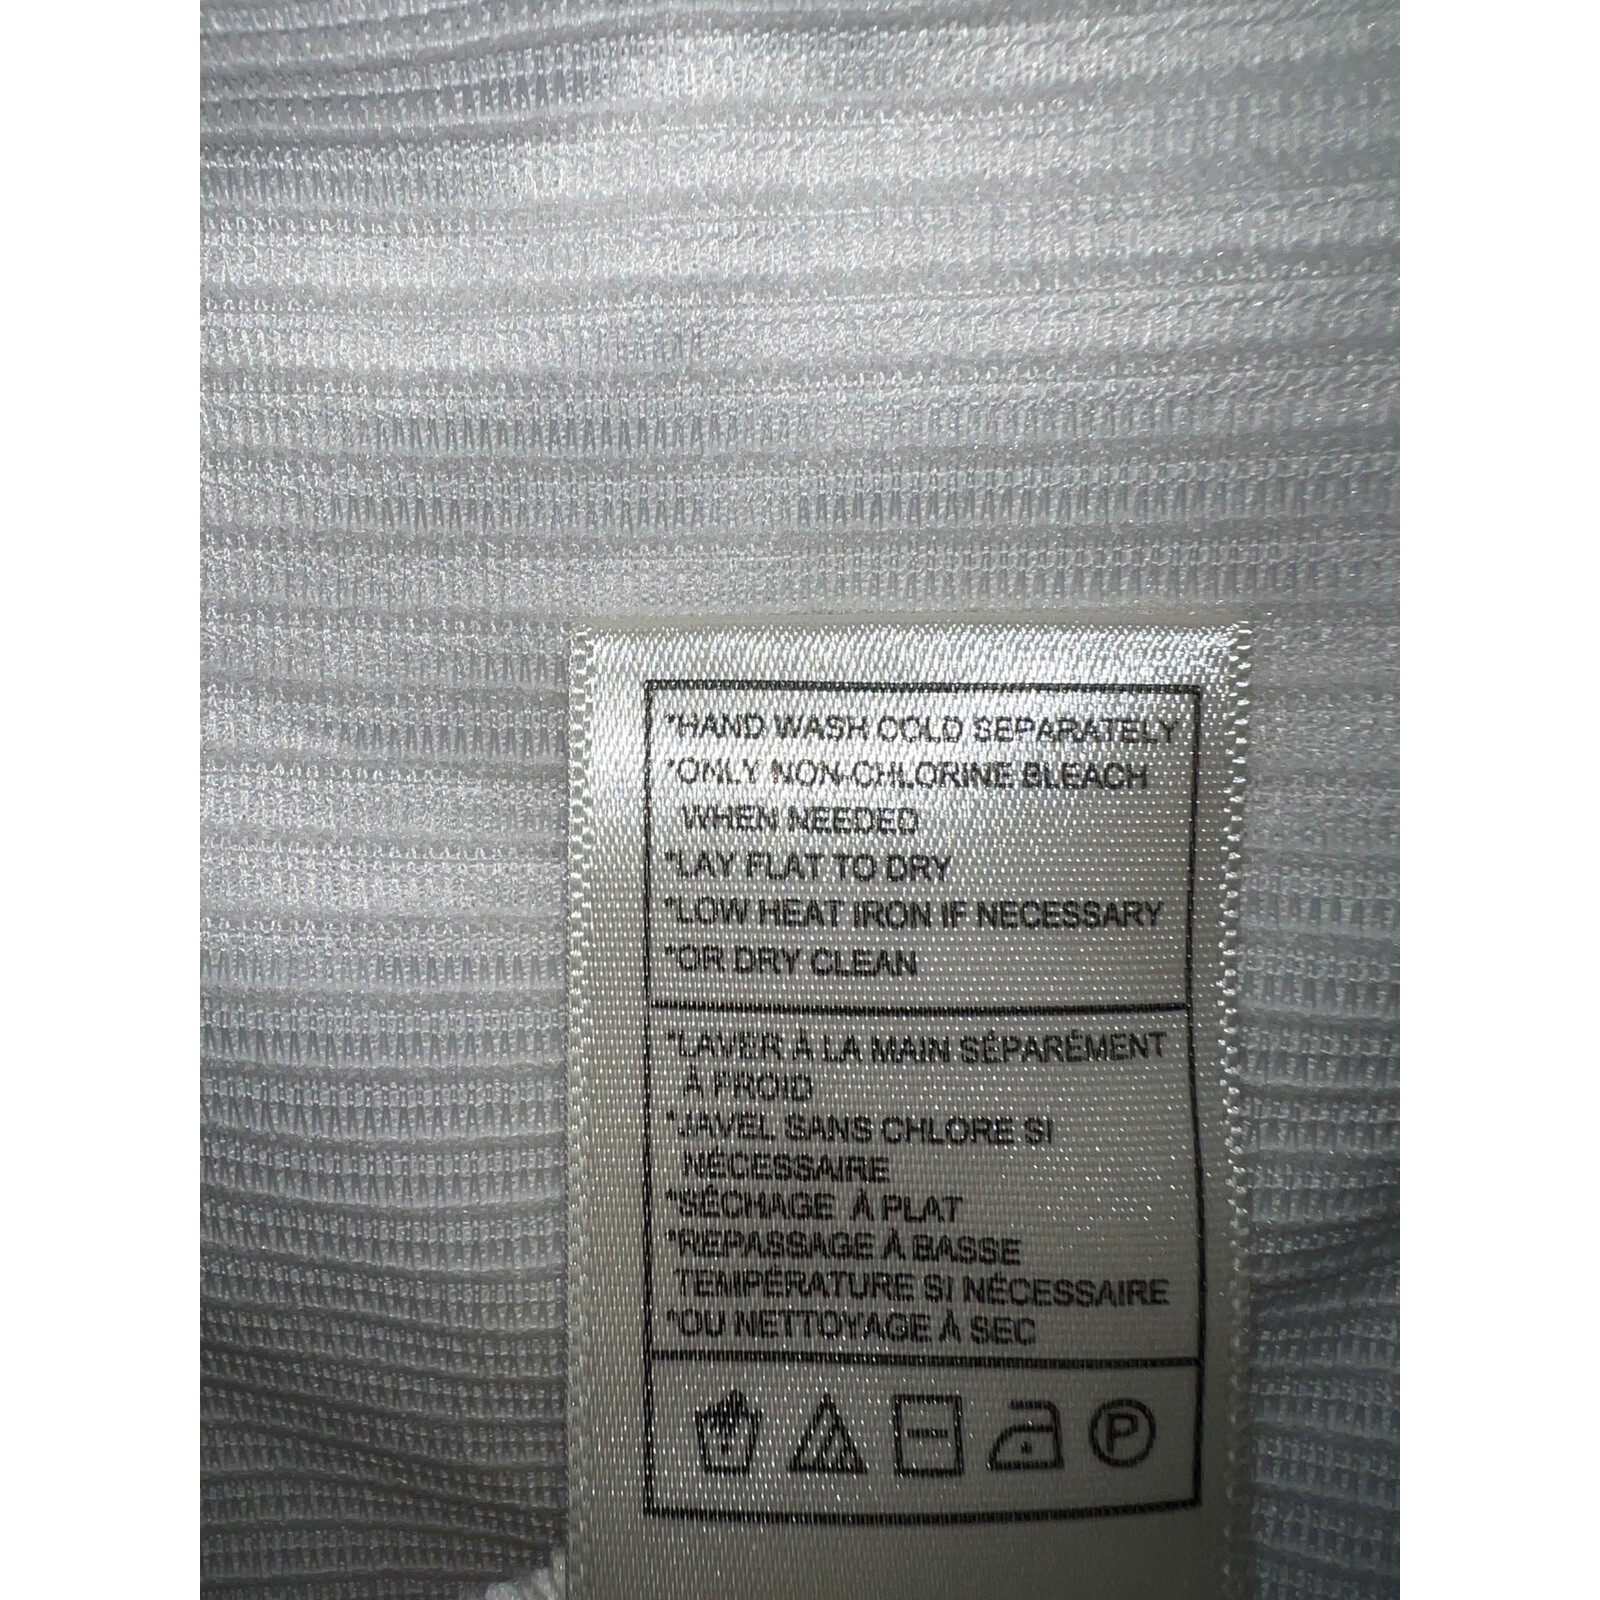 *HAND WASH COLD SEPARATELY
*ONLY NON-CHLORINE BLEACH
WHEN NEEDED
*LAY FLAT TO DRY
*LOW HEAT IRON IF NECESSARY
*OR DRY CLEAN
*LAVER À LA MAIN SÉPARÉMENT
À FROID
*JAVEL SANS CHLORE SI
NÉCESSAIRE
*SÉCHAGE À PLAT
*REPASSAGE À BASSE
TEMPÉRATURE SI NÉCESSAIRE
*OU NETTOYAGE À SEC
P